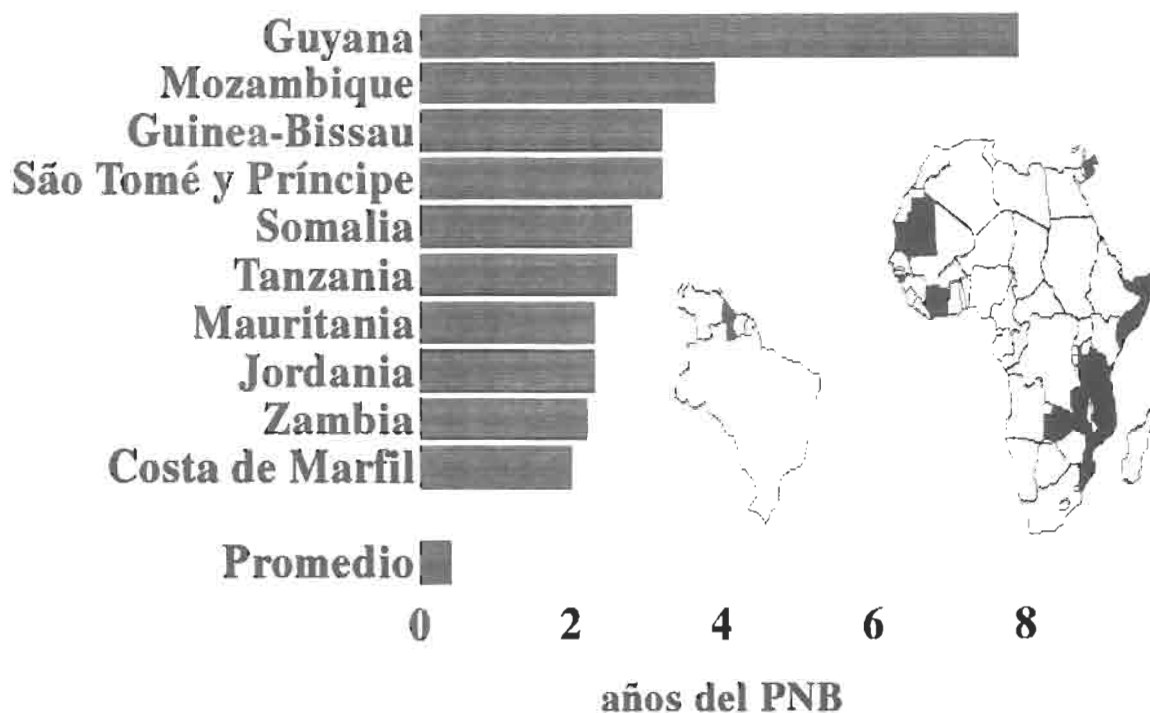 Guyana
Mozambique
Guinea-Bissau
São Tomé y Príncipe
Somalia
Tanzania
Mauritania
Jordania
Zambia
Costa de Marfil
Promedio
0 2 4 6 8
años del PNB